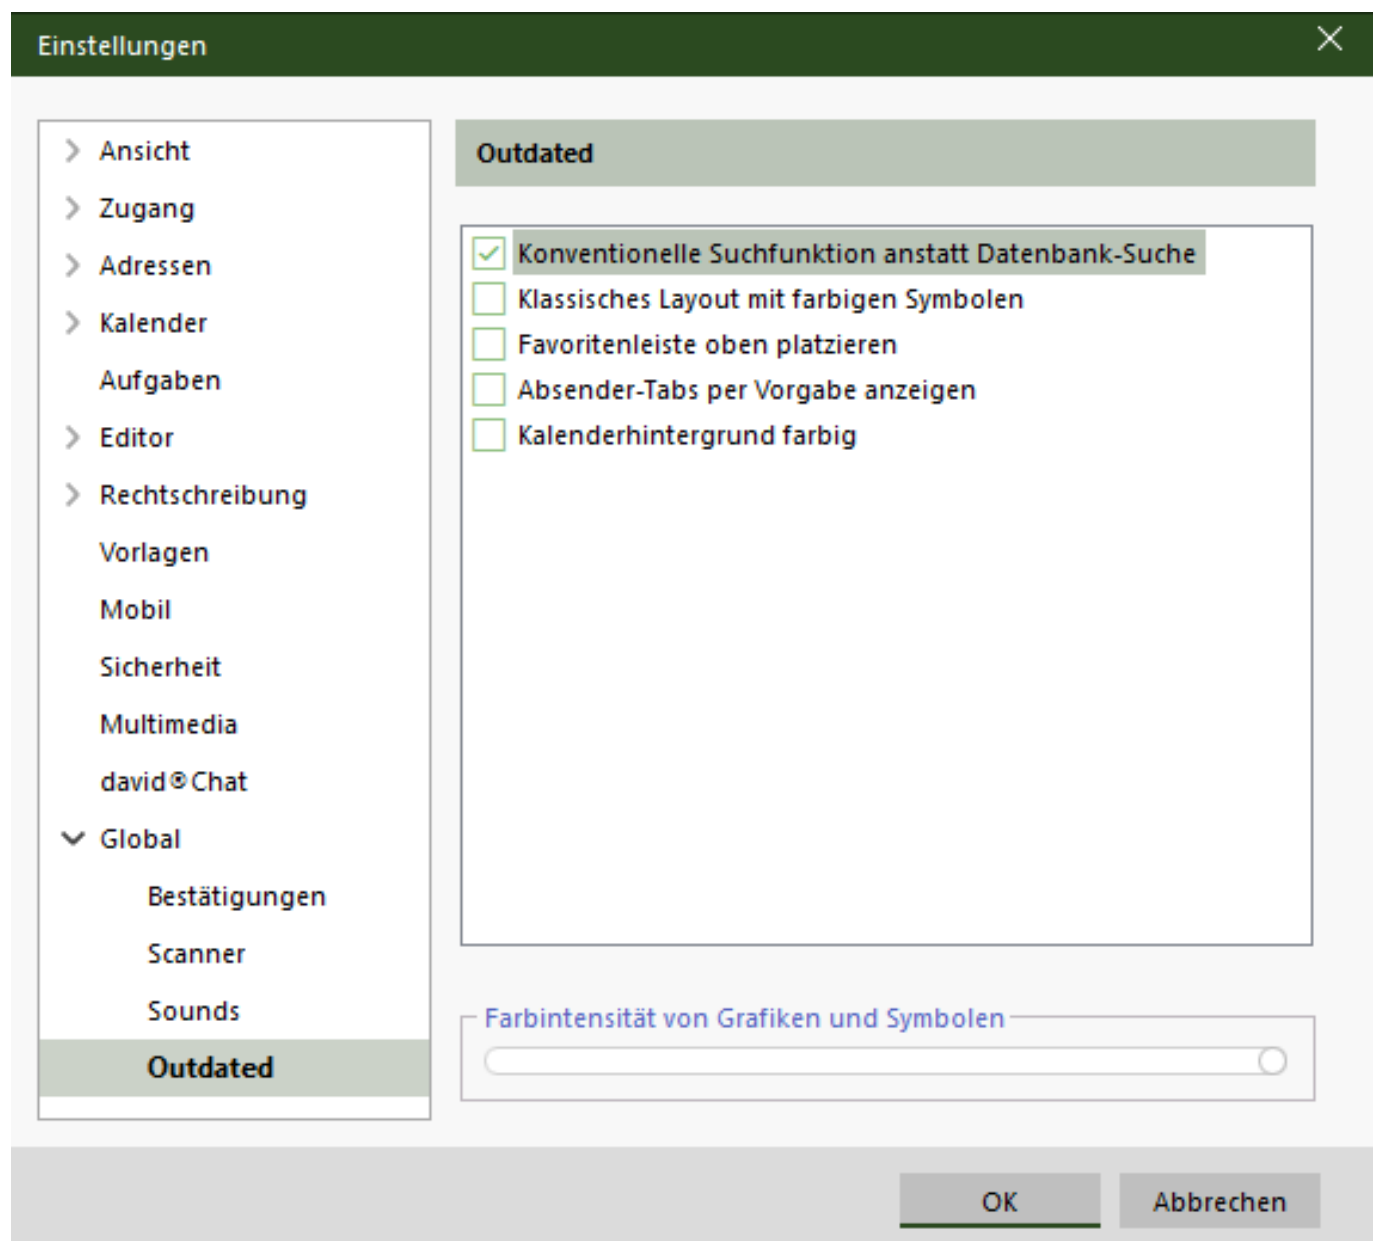 Einstellungen
Ansicht
Zugang
Adressen
Kalender
Aufgaben
Editor
Rechtschreibung
Vorlagen
Mobil
Sicherheit
Multimedia
david®Chat
Global
Bestätigungen
Scanner
Sounds
Outdated
Outdated
Konventionelle Suchfunktion anstatt Datenbank-Suche
Klassisches Layout mit farbigen Symbolen
Favoritenleiste oben platzieren
Absender-Tabs per Vorgabe anzeigen
Kalenderhintergrund farbig
Farbintensität von Grafiken und Symbolen
OK
Abbrechen